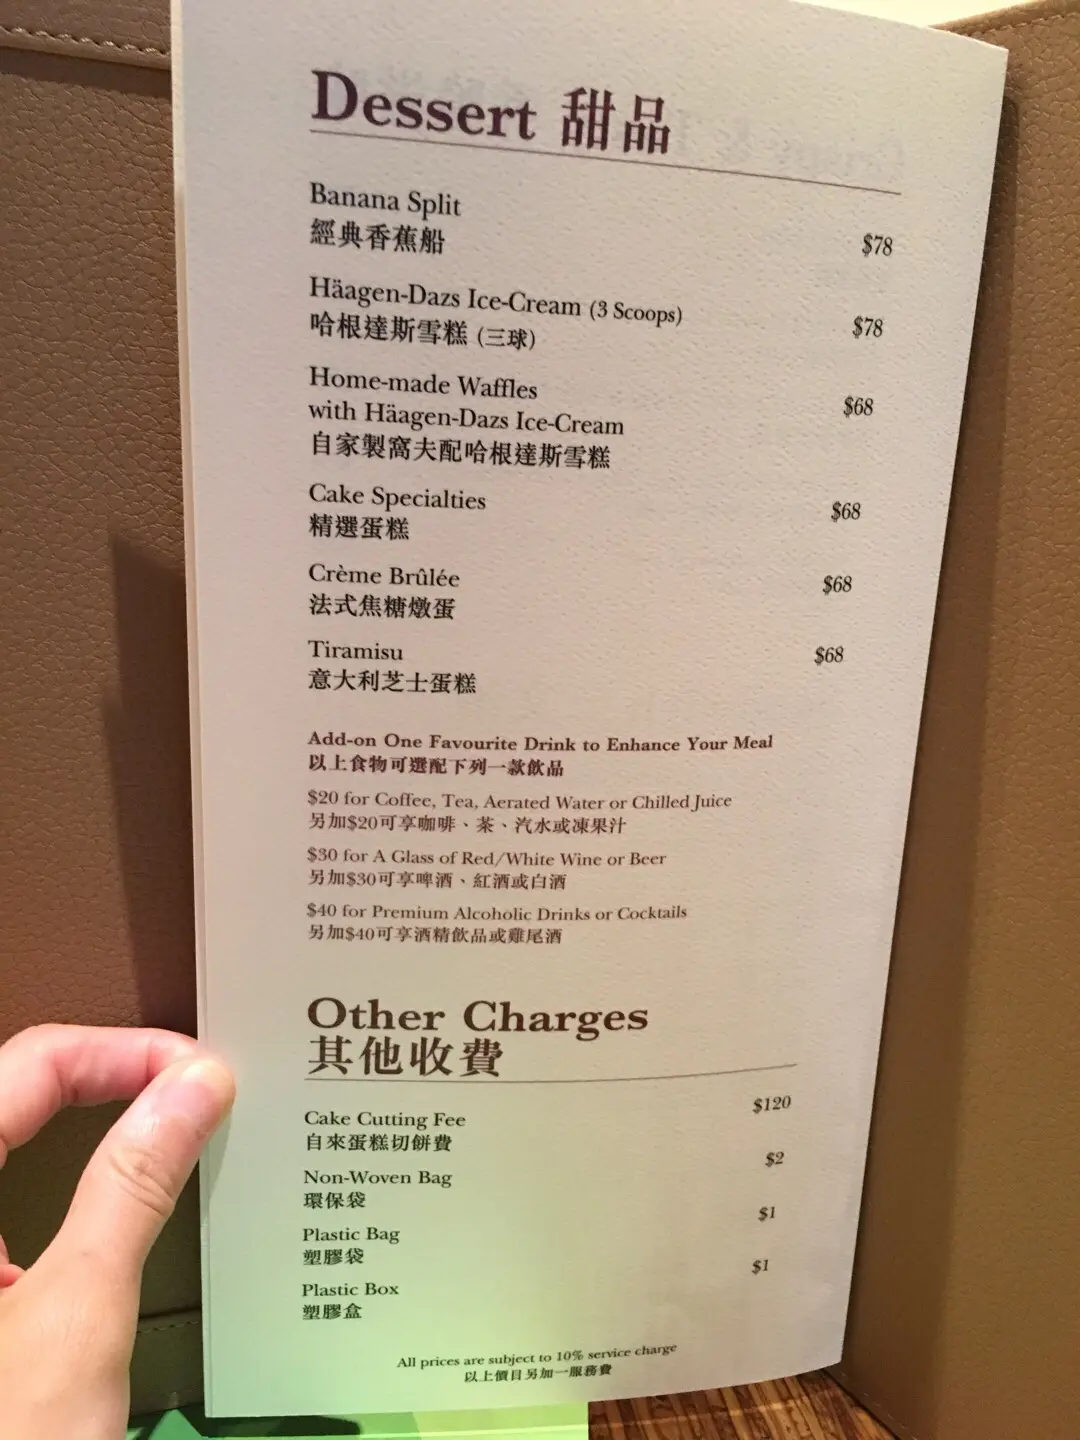 Dessert 甜品
Banana Split
經典香蕉船
$78
Häagen-Dazs Ice-Cream (3 Scoops)
哈根達斯雪糕 (三球)
$78
Home-made Waffles
with Häagen-Dazs Ice-Cream
自家製窩夫配哈根達斯雪糕
$68
Cake Specialties
精選蛋糕
$68
Crème Brûlée
法式焦糖燉蛋
$68
Tiramisu
意大利芝士蛋糕
$68
Add-on One Favourite Drink to Enhance Your Meal
以上食物可選配下列一款飲品
$20 for Coffee, Tea, Aerated Water or Chilled Juice
另加$20可享咖啡、茶、汽水或凍果汁
$30 for A Glass of Red/White Wine or Beer
另加$30可享啤酒、紅酒或白酒
$40 for Premium Alcoholic Drinks or Cocktails
另加$40可享酒精飲品或雞尾酒
Other Charges
其他收費
Cake Cutting Fee
自來蛋糕切餅費
$120
Non-Woven Bag
環保袋
$2
Plastic Bag
塑膠袋
$1
Plastic Box
塑膠盒
$1
All prices are subject to 10% service charge
以上價目另加一服務費